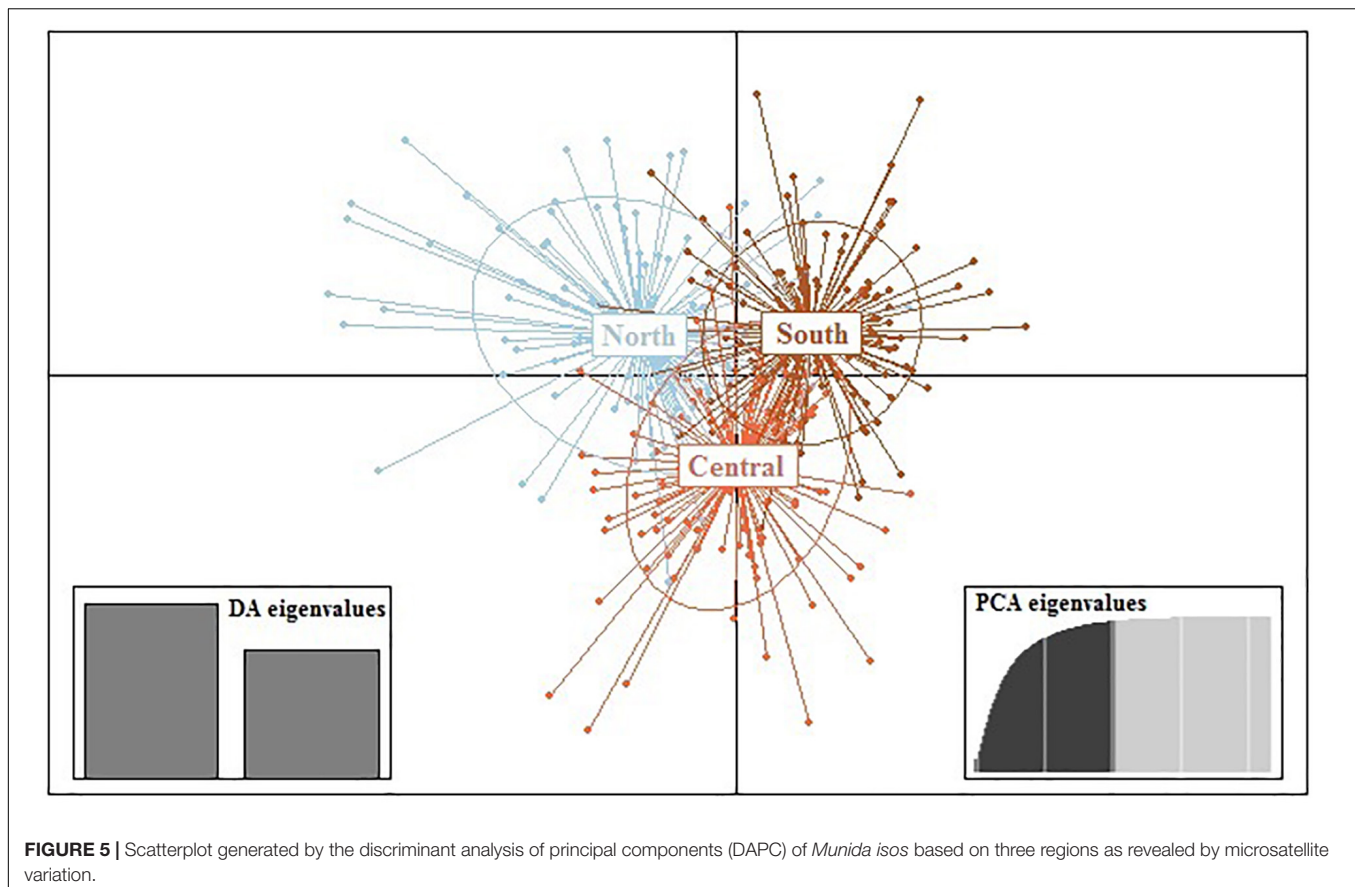 North
South
Central
DA eigenvalues
PCA eigenvalues
FIGURE 5 | Scatterplot generated by the discriminant analysis of principal components (DAPC) of Munida isos based on three regions as revealed by microsatellite
variation.